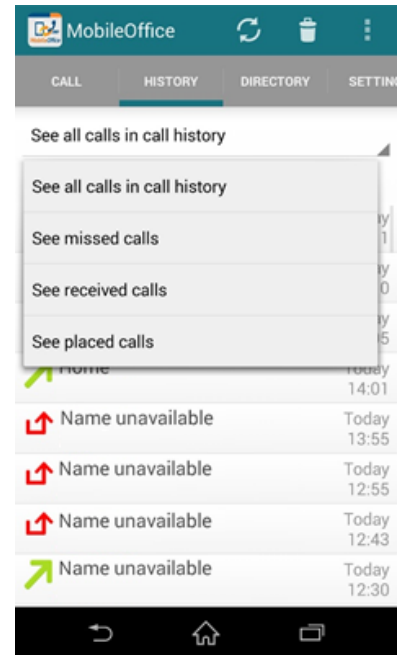 MobileOffice
CALL HISTORY DIRECTORY SETTIN
See all calls in call history
See all calls in call history
See missed calls
See received calls
See placed calls
Home Today
14:01
Name unavailable Today
13:55
Name unavailable Today
12:55
Name unavailable Today
12:43
Name unavailable Today
12:30